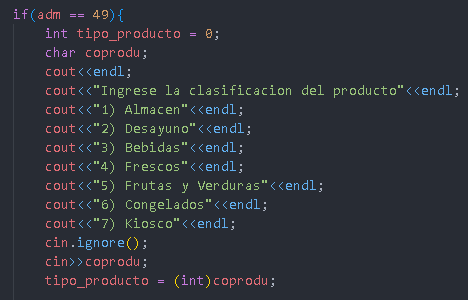 if(adm == 49){
int tipo_producto = 0;
char coprodu;
cout<<endl;
cout<<"Ingrese la clasificacion del producto"<<endl;
cout<<"1) Almacen"<<endl;
cout<<"2) Desayuno"<<endl;
cout<<"3) Bebidas"<<endl;
cout<<"4) Frescos"<<endl;
cout<<"5) Frutas y Verduras"<<endl;
cout<<"6) Congelados"<<endl;
cout<<"7) Kiosco"<<endl;
cin.ignore();
cin>>coprodu;
tipo_producto = (int)coprodu;